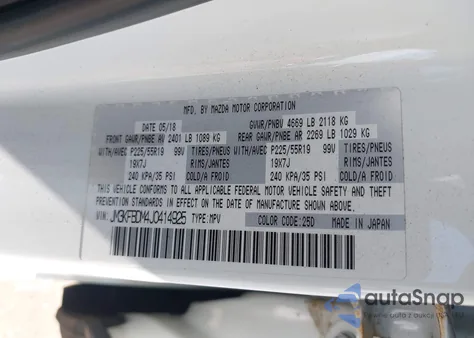 MFD. BY MAZDA MOTOR CORPORATION
DATE 05/18 GVWR/PNBV 4669 LB 2118 KG
FRONT GAWR/PNBE AV 2401 LB 1089 KG REAR GAWR/PNBE AR 2269 LB 1029 KG
WITH/AVEC P225/55R19 99V TIRES/PNEUS WITH/AVEC P225/55R19 99V TIRES/PNEUS
19X7J RIMS/JANTES 19X7J RIMS/JANTES
240 KPA/35 PSI COLD/A FROID 240 KPA/35 PSI COLD/A FROID
THIS VEHICLE CONFORMS TO ALL APPLICABLE FEDERAL MOTOR VEHICLE SAFETY, BUMPER,
AND THEFT PREVENTION STANDARDS IN EFFECT ON THE DATE OF MANUFACTURE SHOWN ABOVE.
VIN: JM3KFBDM4J0414925 TYPE: MPV COLOR CODE: 25D MADE IN JAPAN
autoSnap